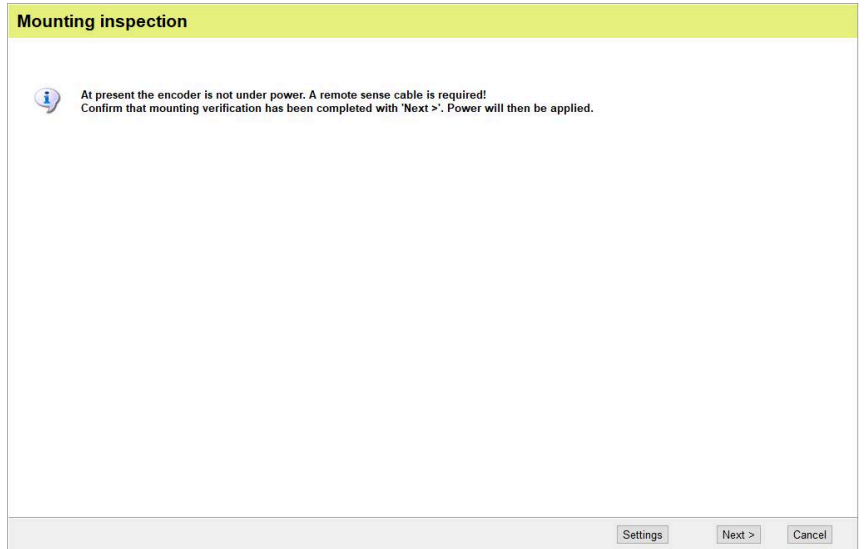 Mounting inspection
At present the encoder is not under power. A remote sense cable is required!
Confirm that mounting verification has been completed with 'Next >'. Power will then be applied.
Settings Next > Cancel